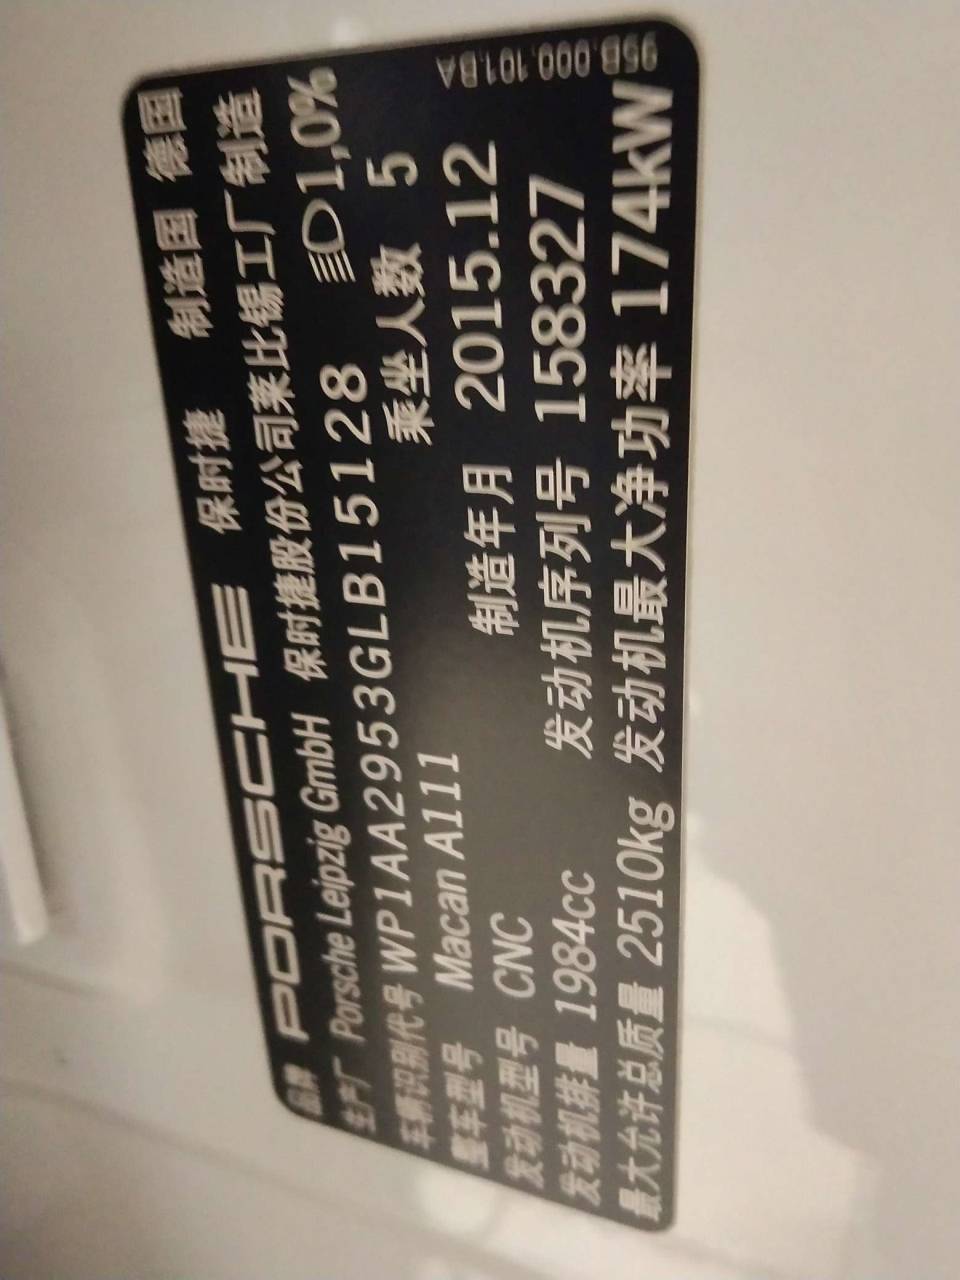 品牌 PORSCHE 保时捷 制造国 德国
生产厂 Porsche Leipzig GmbH 保时捷股份公司莱比锡工厂制造
车辆识别代号 WP1AA2953GLB15128 1,0%
整车型号 Macan A111 乘坐人数 5
发动机型号 CNC 制造年月 2015.12
发动机排量 1984cc 发动机序列号 158327
最大允许总质量 2510kg 发动机最大净功率 174kW
95B.000.101.BA